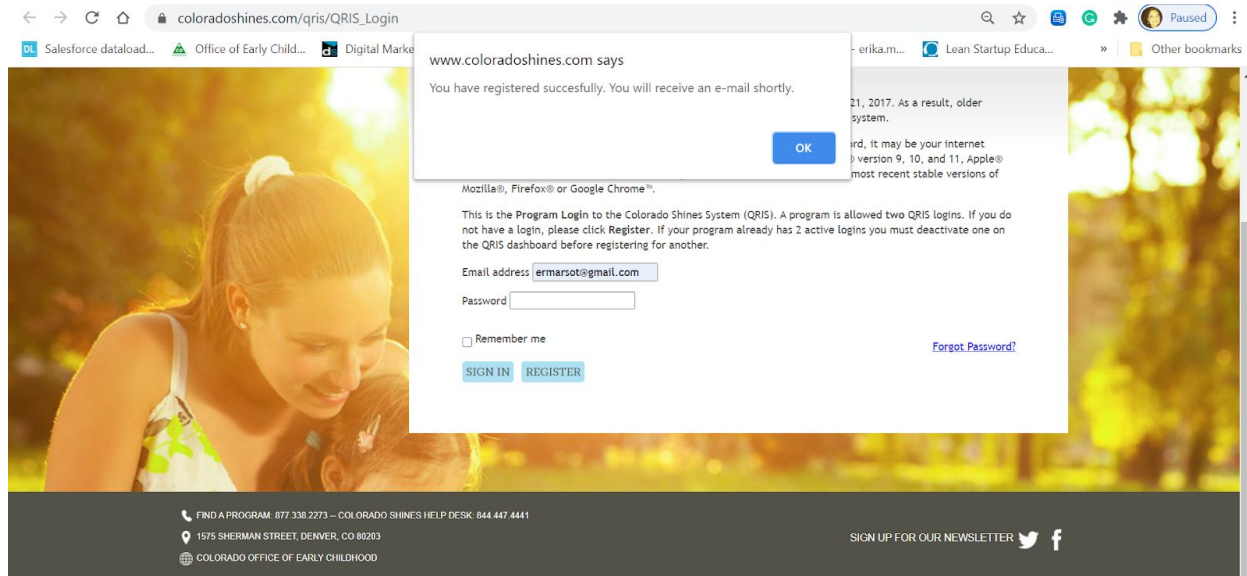 coloradoshines.com/qris/QRIS_Login
Paused
DL Salesforce dataload...
Office of Early Child...
ds Digital Marke
- erika.m...
Lean Startup Educa...
»
Other bookmarks
www.coloradoshines.com says
You have registered succesfully. You will receive an e-mail shortly.
OK
21, 2017. As a result, older
system.
ord, it may be your internet
version 9, 10, and 11, Apple®
most recent stable versions of
Mozilla®, Firefox® or Google Chrome™.
This is the Program Login to the Colorado Shines System (QRIS). A program is allowed two QRIS logins. If you do
not have a login, please click Register. If your program already has 2 active logins you must deactivate one on
the QRIS dashboard before registering for another.
Email address ermarsot@gmail.com
Password
Remember me
Forgot Password?
SIGN IN REGISTER
FIND A PROGRAM: 877.338.2273 – COLORADO SHINES HELP DESK: 844.447.4441
1575 SHERMAN STREET, DENVER, CO 80203
COLORADO OFFICE OF EARLY CHILDHOOD
SIGN UP FOR OUR NEWSLETTER